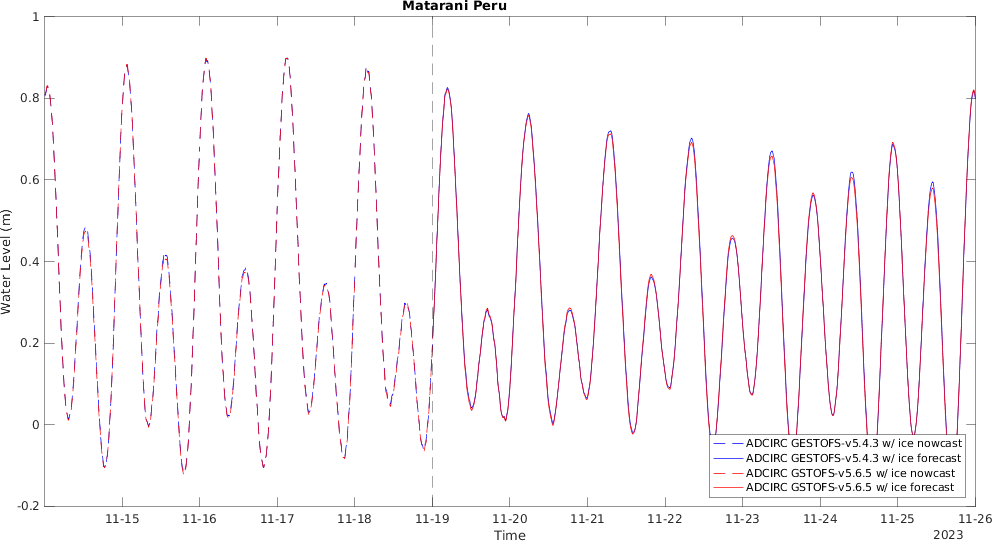 Matarani Peru
Water Level (m)
1
0.8
0.6
0.4
0.2
0
-0.2
ADCIRC GESTOFS-v5.4.3 w/ ice nowcast
ADCIRC GESTOFS-v5.4.3 w/ ice forecast
ADCIRC GSTOFS-v5.6.5 w/ ice nowcast
ADCIRC GSTOFS-v5.6.5 w/ ice forecast
11-15 11-16 11-17 11-18 11-19 11-20 11-21 11-22 11-23 11-24 11-25 11-26
Time
2023